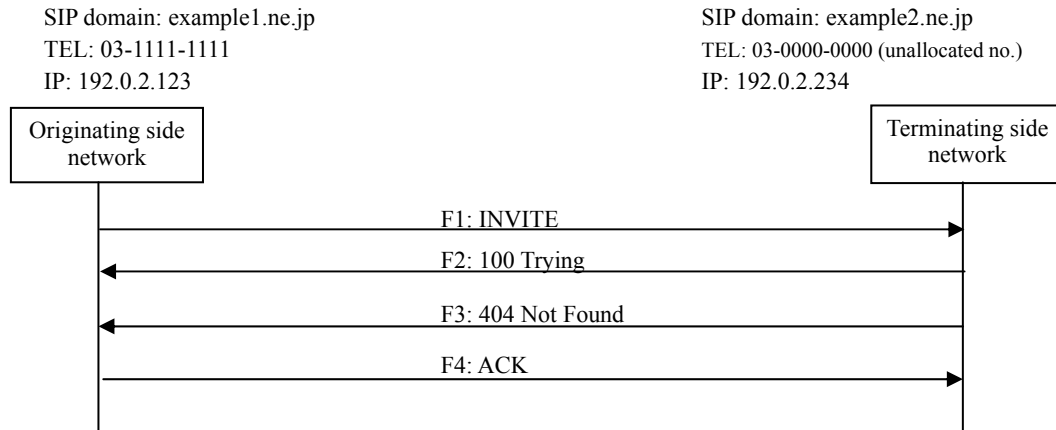 SIP domain: example1.ne.jp
TEL: 03-1111-1111
IP: 192.0.2.123
SIP domain: example2.ne.jp
TEL: 03-0000-0000 (unallocated no.)
IP: 192.0.2.234
Originating side
network
Terminating side
network
F1: INVITE
F2: 100 Trying
F3: 404 Not Found
F4: ACK